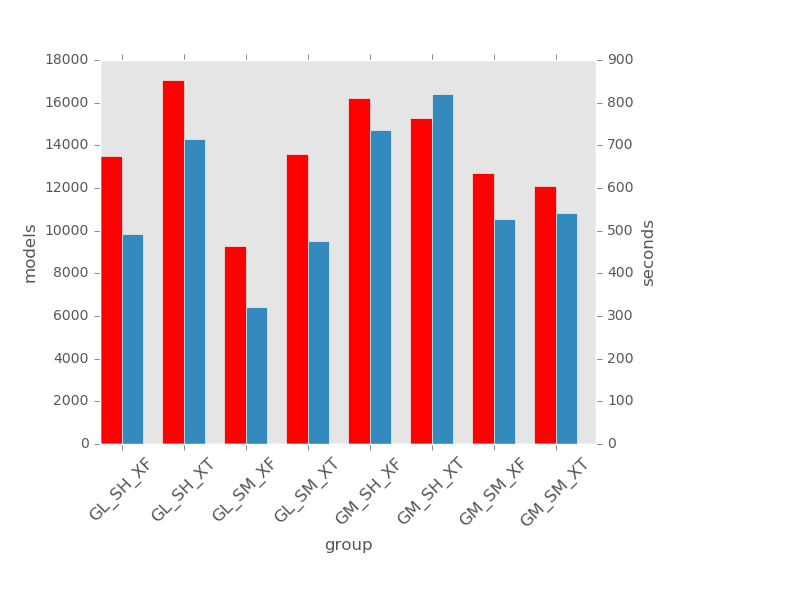 18000
16000
14000
12000
10000
8000
6000
4000
2000
0
models
900
800
700
600
500
400
300
200
100
0
seconds
GL_SH_XF
GL_SH_XT
GL_SM_XF
GL_SM_XT
GM_SH_XF
GM_SH_XT
GM_SM_XF
GM_SM_XT
group